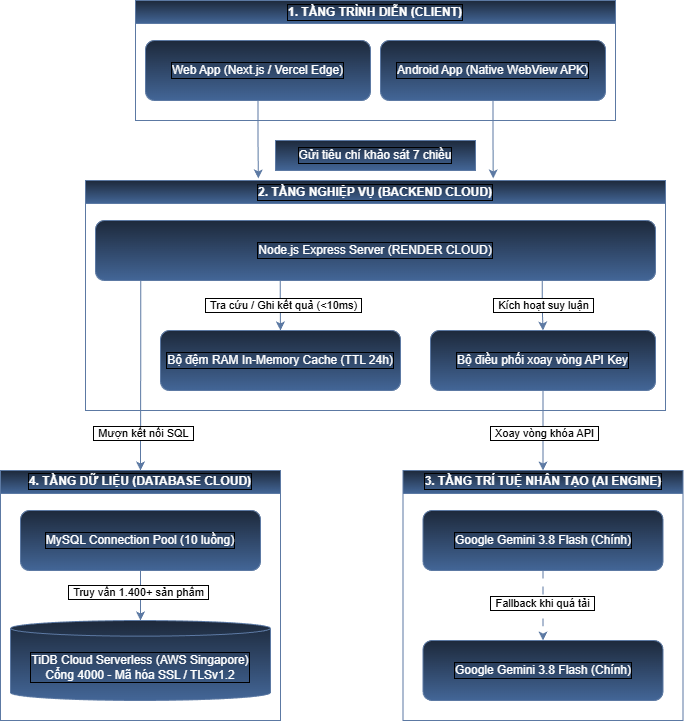 1. TẦNG TRÌNH DIỄN (CLIENT)
Web App (Next.js / Vercel Edge)
Android App (Native WebView APK)
Gửi tiêu chí khảo sát 7 chiều
2. TẦNG NGHIỆP VỤ (BACKEND CLOUD)
Node.js Express Server (RENDER CLOUD)
Tra cứu / Ghi kết quả (<10ms)
Kích hoạt suy luận
Bộ đệm RAM In-Memory Cache (TTL 24h)
Bộ điều phối xoay vòng API Key
Mượn kết nối SQL
Xoay vòng khóa API
4. TẦNG DỮ LIỆU (DATABASE CLOUD)
MySQL Connection Pool (10 luồng)
Truy vấn 1.400+ sản phẩm
TiDB Cloud Serverless (AWS Singapore)
Cổng 4000 - Mã hóa SSL / TLSv1.2
3. TẦNG TRÍ TUỆ NHÂN TẠO (AI ENGINE)
Google Gemini 3.8 Flash (Chính)
Fallback khi quá tải
Google Gemini 3.8 Flash (Chính)